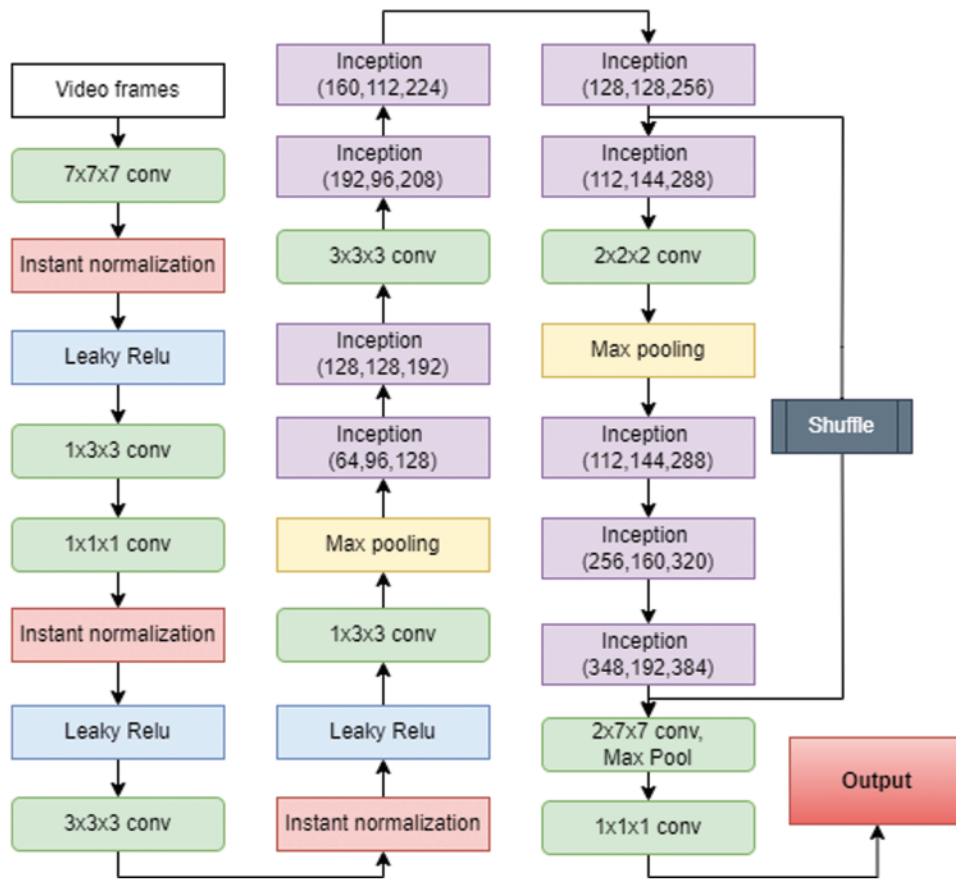 Video frames
7x7x7 conv
Instant normalization
Leaky Relu
1x3x3 conv
1x1x1 conv
Instant normalization
Leaky Relu
3x3x3 conv
Instant normalization
Leaky Relu
1x3x3 conv
Max pooling
Inception
(64,96,128)
Inception
(128,128,192)
3x3x3 conv
Inception
(192,96,208)
Inception
(160,112,224)
Inception
(128,128,256)
Inception
(112,144,288)
2x2x2 conv
Max pooling
Inception
(112,144,288)
Inception
(256,160,320)
Inception
(348,192,384)
2x7x7 conv,
Max Pool
1x1x1 conv
Shuffle
Output